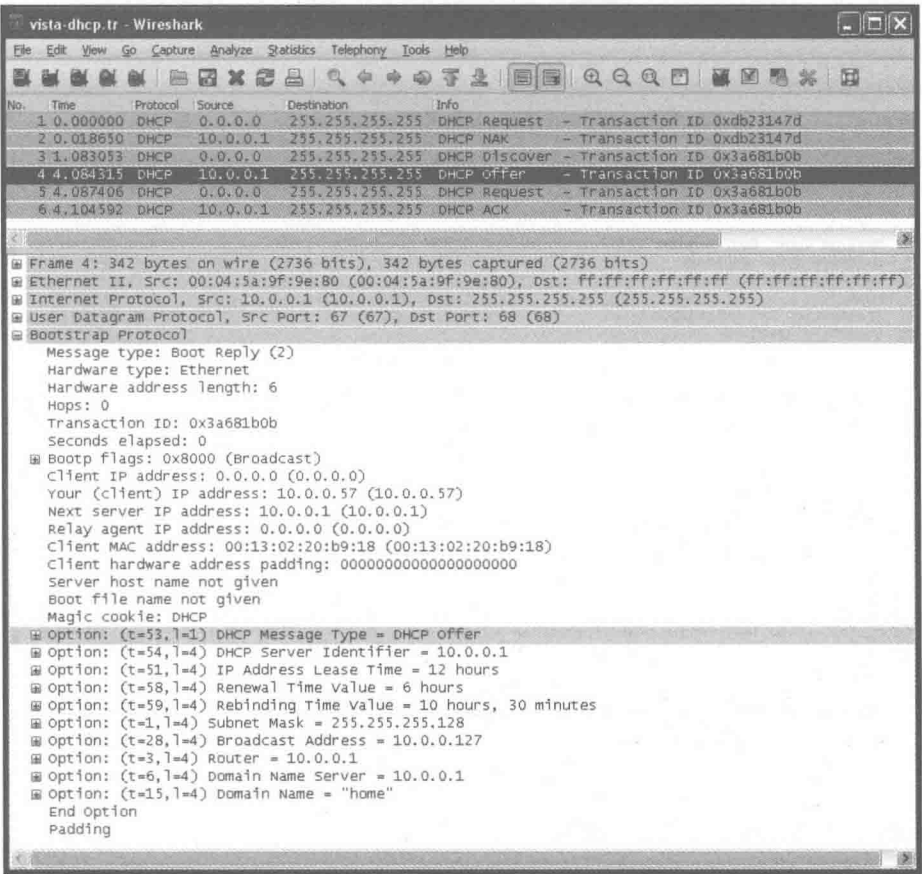 vista-dhcp.tr - Wireshark
File Edit View Go Capture Analyze Statistics Telephony Tools Help
No. Time Protocol Source Destination Info
1 0.000000 DHCP 0.0.0.0 255.255.255.255 DHCP Request - Transaction ID 0xdb23147d
2 0.018650 DHCP 10.0.0.1 255.255.255.255 DHCP NAK - Transaction ID 0xdb23147d
3 1.083053 DHCP 0.0.0.0 255.255.255.255 DHCP Discover - Transaction ID 0x3a681b0b
4 4.084315 DHCP 10.0.0.1 255.255.255.255 DHCP Offer - Transaction ID 0x3a681b0b
5 4.087406 DHCP 0.0.0.0 255.255.255.255 DHCP Request - Transaction ID 0x3a681b0b
6 4.104592 DHCP 10.0.0.1 255.255.255.255 DHCP ACK - Transaction ID 0x3a681b0b
Frame 4: 342 bytes on wire (2736 bits), 342 bytes captured (2736 bits)
Ethernet II, Src: 00:04:5a:9f:9e:80 (00:04:5a:9f:9e:80), Dst: ff:ff:ff:ff:ff:ff (ff:ff:ff:ff:ff:ff)
Internet Protocol, Src: 10.0.0.1 (10.0.0.1), Dst: 255.255.255.255 (255.255.255.255)
User Datagram Protocol, Src Port: 67 (67), Dst Port: 68 (68)
Bootstrap Protocol
Message type: Boot Reply (2)
Hardware type: Ethernet
Hardware address length: 6
Hops: 0
Transaction ID: 0x3a681b0b
Seconds elapsed: 0
Bootp flags: 0x8000 (Broadcast)
Client IP address: 0.0.0.0 (0.0.0.0)
Your (client) IP address: 10.0.0.57 (10.0.0.57)
Next server IP address: 10.0.0.1 (10.0.0.1)
Relay agent IP address: 0.0.0.0 (0.0.0.0)
Client MAC address: 00:13:02:20:b9:18 (00:13:02:20:b9:18)
Client hardware address padding: 00000000000000000000
Server host name not given
Boot file name not given
Magic cookie: DHCP
Option: (t=53,l=1) DHCP Message Type = DHCP Offer
Option: (t=54,l=4) DHCP Server Identifier = 10.0.0.1
Option: (t=51,l=4) IP Address Lease Time = 12 hours
Option: (t=58,l=4) Renewal Time Value = 6 hours
Option: (t=59,l=4) Rebinding Time Value = 10 hours, 30 minutes
Option: (t=1,l=4) Subnet Mask = 255.255.255.128
Option: (t=28,l=4) Broadcast Address = 10.0.0.127
Option: (t=3,l=4) Router = 10.0.0.1
Option: (t=6,l=4) Domain Name Server = 10.0.0.1
Option: (t=15,l=4) Domain Name = "home"
End Option
Padding